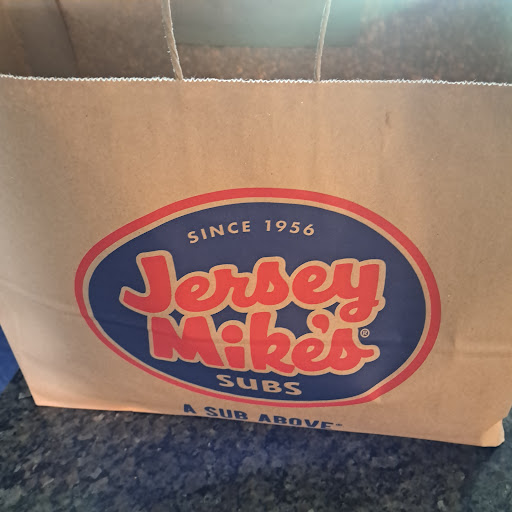 SINCE 1956
Jersey
Mike's®
SUBS
A SUB ABOVE